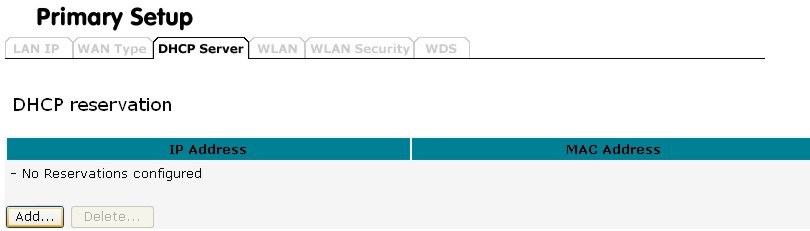 Primary Setup
LAN IP WAN Type DHCP Server WLAN WLAN Security WDS
DHCP reservation
IP Address MAC Address
- No Reservations configured
Add... Delete...